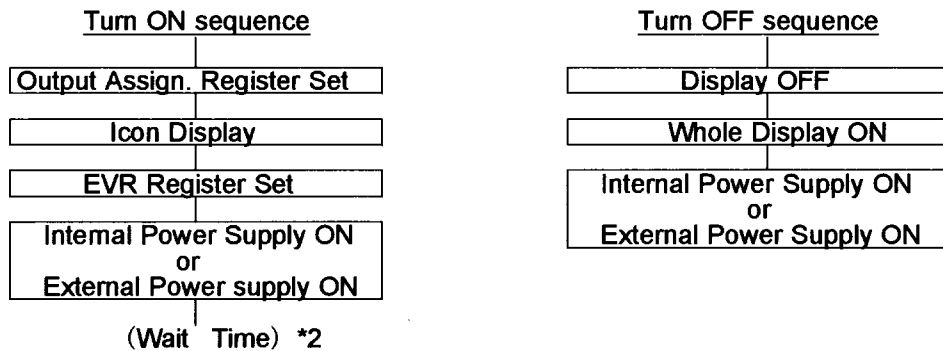 Turn ON sequence
Output Assign. Register Set
Icon Display
EVR Register Set
Internal Power Supply ON
or
External Power supply ON
(Wait Time) *2
Turn OFF sequence
Display OFF
Whole Display ON
Internal Power Supply ON
or
External Power Supply ON